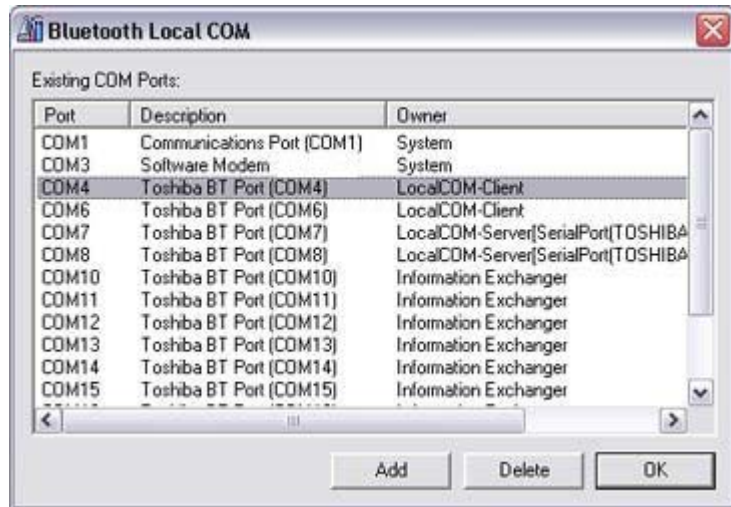 Bluetooth Local COM
Existing COM Ports:
Port Description Owner
COM1 Communications Port (COM1) System
COM3 Software Modem System
COM4 Toshiba BT Port (COM4) LocalCOM-Client
COM6 Toshiba BT Port (COM6) LocalCOM-Client
COM7 Toshiba BT Port (COM7) LocalCOM-Server[SerialPort(TOSHIBA
COM8 Toshiba BT Port (COM8) LocalCOM-Server[SerialPort(TOSHIBA
COM10 Toshiba BT Port (COM10) Information Exchanger
COM11 Toshiba BT Port (COM11) Information Exchanger
COM12 Toshiba BT Port (COM12) Information Exchanger
COM13 Toshiba BT Port (COM13) Information Exchanger
COM14 Toshiba BT Port (COM14) Information Exchanger
COM15 Toshiba BT Port (COM15) Information Exchanger
Add Delete OK